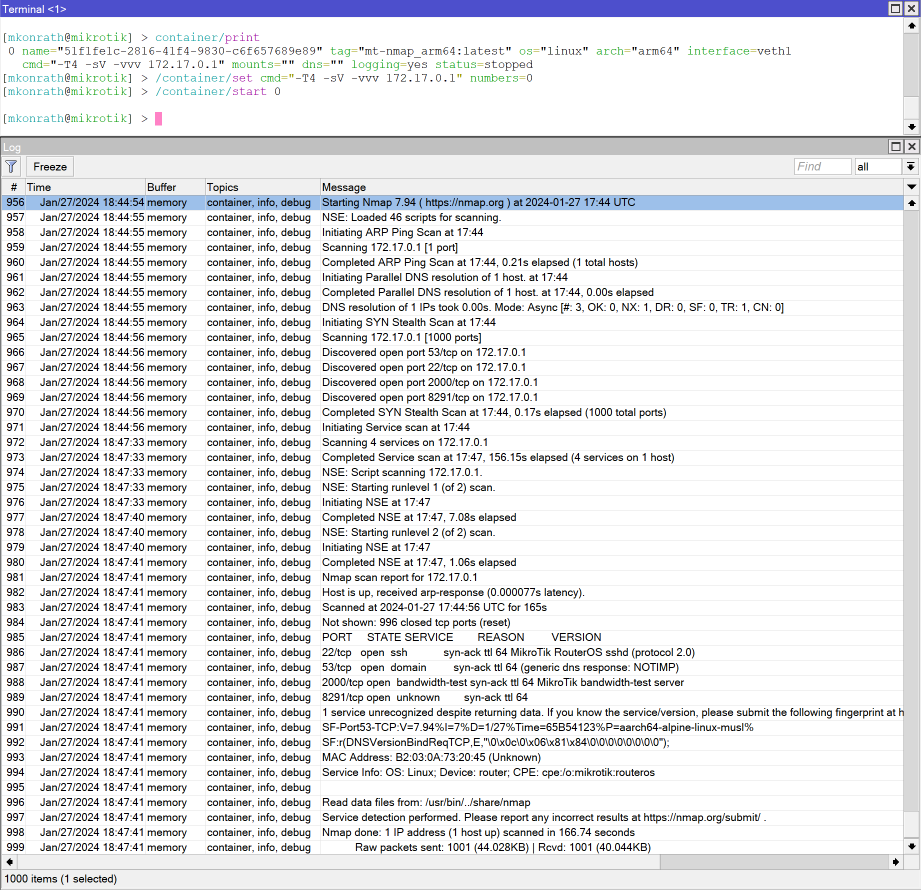 Terminal <1>
[mkonrath@mikrotik] > container/print
0 name="51f1fe1c-2816-41f4-9830-c6f657689e89" tag="mt-nmap_arm64:latest" os="linux" arch="arm64" interface=veth1
cmd="-T4 -sV -vvv 172.17.0.1" mounts="" dns="" logging=yes status=stopped
[mkonrath@mikrotik] > /container/set cmd="-T4 -sV -vvv 172.17.0.1" numbers=0
[mkonrath@mikrotik] > /container/start 0
[mkonrath@mikrotik] >
Log
Freeze Find all
# Time Buffer Topics Message
956 Jan/27/2024 18:44:54 memory container, info, debug Starting Nmap 7.94 ( https://nmap.org ) at 2024-01-27 17:44 UTC
957 Jan/27/2024 18:44:55 memory container, info, debug NSE: Loaded 46 scripts for scanning.
958 Jan/27/2024 18:44:55 memory container, info, debug Initiating ARP Ping Scan at 17:44
959 Jan/27/2024 18:44:55 memory container, info, debug Scanning 172.17.0.1 [1 port]
960 Jan/27/2024 18:44:55 memory container, info, debug Completed ARP Ping Scan at 17:44, 0.21s elapsed (1 total hosts)
961 Jan/27/2024 18:44:55 memory container, info, debug Initiating Parallel DNS resolution of 1 host. at 17:44
962 Jan/27/2024 18:44:55 memory container, info, debug Completed Parallel DNS resolution of 1 host. at 17:44, 0.00s elapsed
963 Jan/27/2024 18:44:55 memory container, info, debug DNS resolution of 1 IPs took 0.00s. Mode: Async [#: 3, OK: 0, NX: 1, DR: 0, SF: 0, TR: 1, CN: 0]
964 Jan/27/2024 18:44:55 memory container, info, debug Initiating SYN Stealth Scan at 17:44
965 Jan/27/2024 18:44:56 memory container, info, debug Scanning 172.17.0.1 [1000 ports]
966 Jan/27/2024 18:44:56 memory container, info, debug Discovered open port 53/tcp on 172.17.0.1
967 Jan/27/2024 18:44:56 memory container, info, debug Discovered open port 22/tcp on 172.17.0.1
968 Jan/27/2024 18:44:56 memory container, info, debug Discovered open port 2000/tcp on 172.17.0.1
969 Jan/27/2024 18:44:56 memory container, info, debug Discovered open port 8291/tcp on 172.17.0.1
970 Jan/27/2024 18:44:56 memory container, info, debug Completed SYN Stealth Scan at 17:44, 0.17s elapsed (1000 total ports)
971 Jan/27/2024 18:44:56 memory container, info, debug Initiating Service scan at 17:44
972 Jan/27/2024 18:47:33 memory container, info, debug Scanning 4 services on 172.17.0.1
973 Jan/27/2024 18:47:33 memory container, info, debug Completed Service scan at 17:47, 156.15s elapsed (4 services on 1 host)
974 Jan/27/2024 18:47:33 memory container, info, debug NSE: Script scanning 172.17.0.1.
975 Jan/27/2024 18:47:33 memory container, info, debug NSE: Starting runlevel 1 (of 2) scan.
976 Jan/27/2024 18:47:33 memory container, info, debug Initiating NSE at 17:47
977 Jan/27/2024 18:47:40 memory container, info, debug Completed NSE at 17:47, 7.08s elapsed
978 Jan/27/2024 18:47:40 memory container, info, debug NSE: Starting runlevel 2 (of 2) scan.
979 Jan/27/2024 18:47:40 memory container, info, debug Initiating NSE at 17:47
980 Jan/27/2024 18:47:41 memory container, info, debug Completed NSE at 17:47, 1.06s elapsed
981 Jan/27/2024 18:47:41 memory container, info, debug Nmap scan report for 172.17.0.1
982 Jan/27/2024 18:47:41 memory container, info, debug Host is up, received arp-response (0.000077s latency).
983 Jan/27/2024 18:47:41 memory container, info, debug Scanned at 2024-01-27 17:44:56 UTC for 165s
984 Jan/27/2024 18:47:41 memory container, info, debug Not shown: 996 closed tcp ports (reset)
985 Jan/27/2024 18:47:41 memory container, info, debug PORT STATE SERVICE REASON VERSION
986 Jan/27/2024 18:47:41 memory container, info, debug 22/tcp open ssh syn-ack ttl 64 MikroTik RouterOS sshd (protocol 2.0)
987 Jan/27/2024 18:47:41 memory container, info, debug 53/tcp open domain syn-ack ttl 64 (generic dns response: NOTIMP)
988 Jan/27/2024 18:47:41 memory container, info, debug 2000/tcp open bandwidth-test syn-ack ttl 64 MikroTik bandwidth-test server
989 Jan/27/2024 18:47:41 memory container, info, debug 8291/tcp open unknown syn-ack ttl 64
990 Jan/27/2024 18:47:41 memory container, info, debug 1 service unrecognized despite returning data. If you know the service/version, please submit the following fingerprint at h
991 Jan/27/2024 18:47:41 memory container, info, debug SF-Port53-TCP:V=7.94%I=7%D=1/27%Time=65B54123%P=aarch64-alpine-linux-musl%
992 Jan/27/2024 18:47:41 memory container, info, debug SF:r(DNSVersionBindReqTCP,E,"\0\x0c\0\x06\x81\x84\0\0\0\0\0\0\0\0");
993 Jan/27/2024 18:47:41 memory container, info, debug MAC Address: B2:03:0A:73:20:45 (Unknown)
994 Jan/27/2024 18:47:41 memory container, info, debug Service Info: OS: Linux; Device: router; CPE: cpe:/o:mikrotik:routeros
995 Jan/27/2024 18:47:41 memory container, info, debug
996 Jan/27/2024 18:47:41 memory container, info, debug Read data files from: /usr/bin/../share/nmap
997 Jan/27/2024 18:47:41 memory container, info, debug Service detection performed. Please report any incorrect results at https://nmap.org/submit/ .
998 Jan/27/2024 18:47:41 memory container, info, debug Nmap done: 1 IP address (1 host up) scanned in 166.74 seconds
999 Jan/27/2024 18:47:41 memory container, info, debug Raw packets sent: 1001 (44.028KB) | Rcvd: 1001 (40.044KB)
1000 items (1 selected)